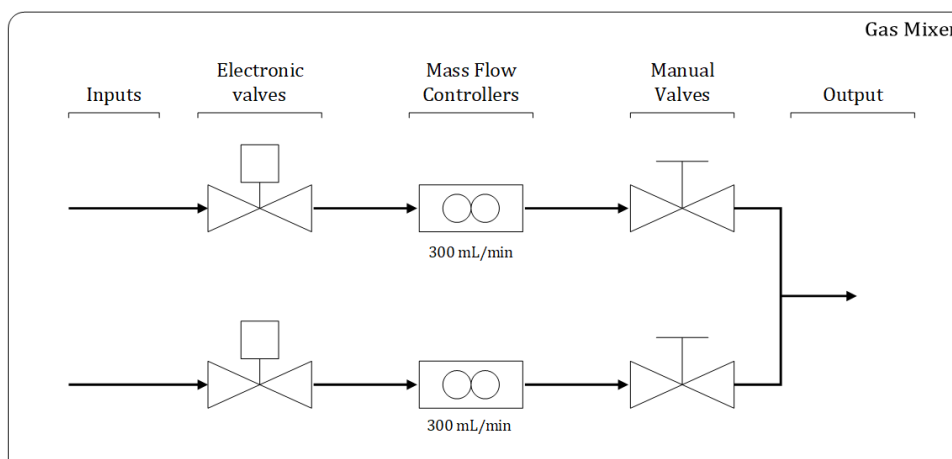 Gas Mixer
Inputs
Electronic
valves
Mass Flow
Controllers
Manual
Valves
Output
300 mL/min
300 mL/min